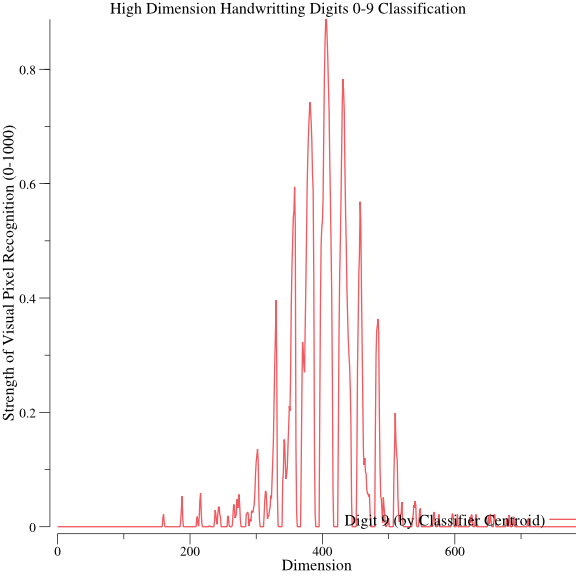 High Dimension Handwritting Digits 0-9 Classification
Strength of Visual Pixel Recognition (0-1000)
0.8
0.6
0.4
0.2
0
Digit 9 (by Classifier Centroid)
0 200 400 600
Dimension